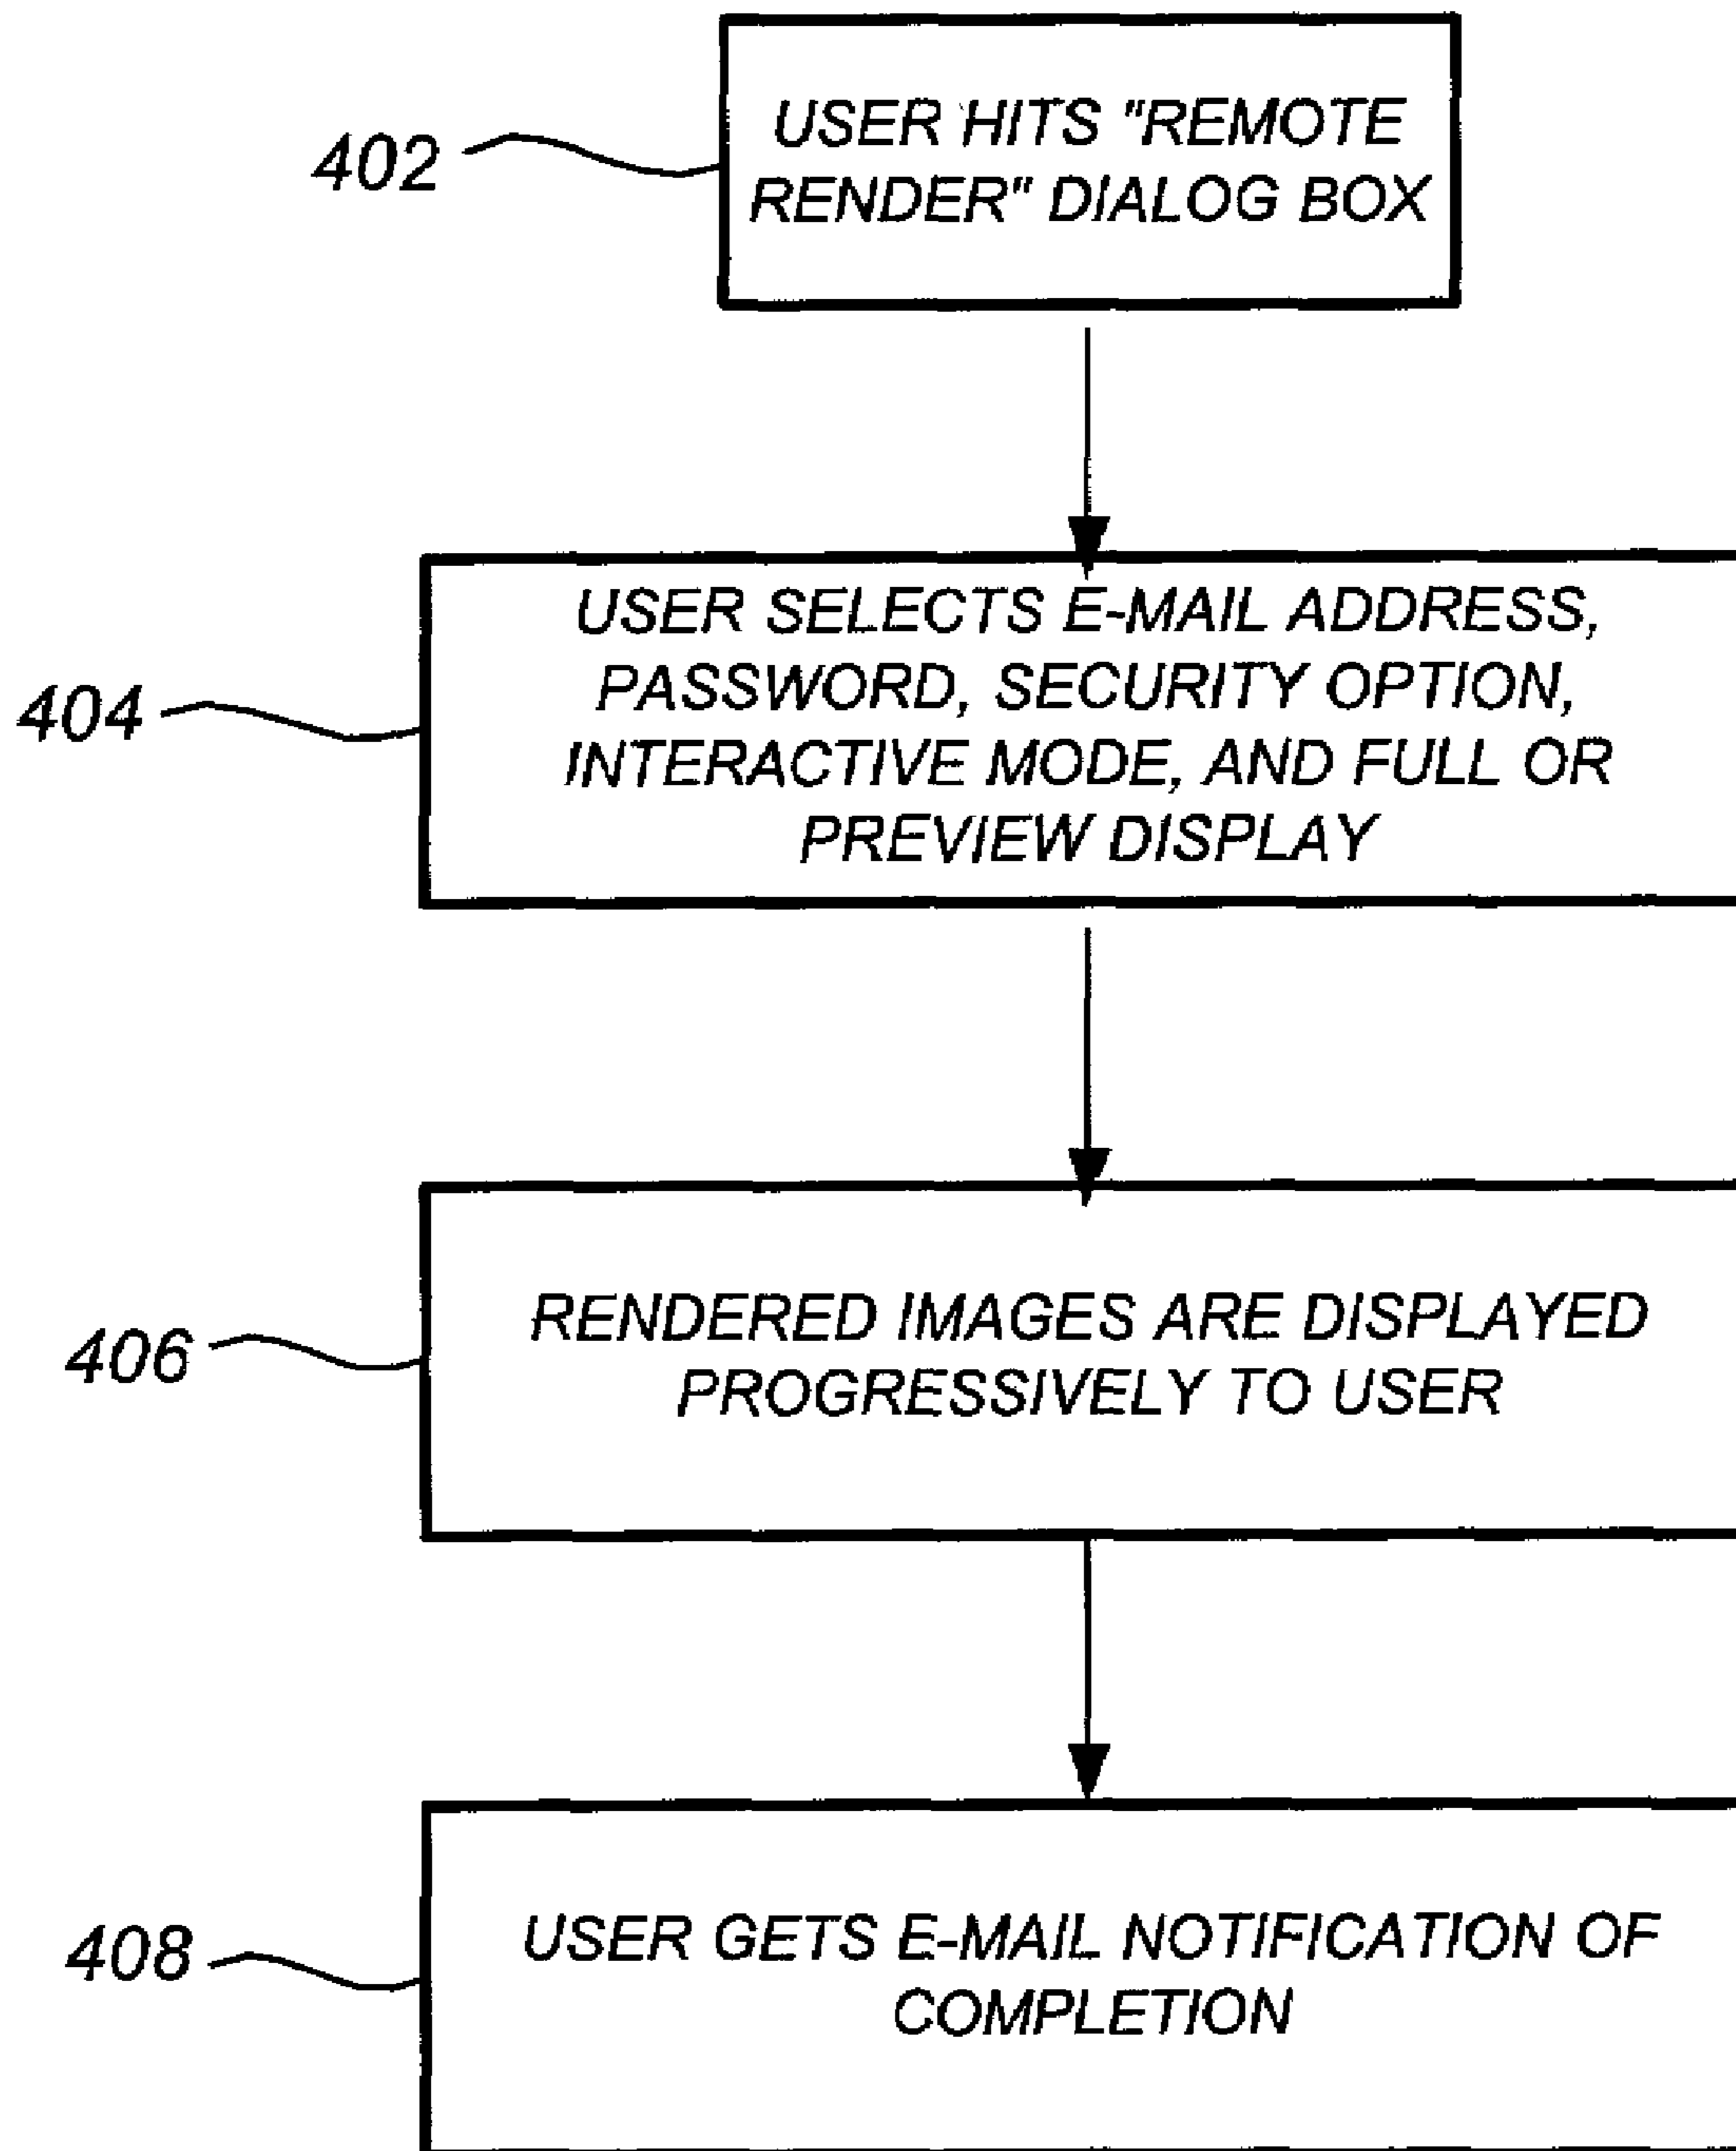 402
USER HITS "REMOTE
RENDER" DIALOG BOX
404
USER SELECTS E-MAIL ADDRESS,
PASSWORD, SECURITY OPTION,
INTERACTIVE MODE, AND FULL OR
PREVIEW DISPLAY
406
RENDERED IMAGES ARE DISPLAYED
PROGRESSIVELY TO USER
408
USER GETS E-MAIL NOTIFICATION OF
COMPLETION